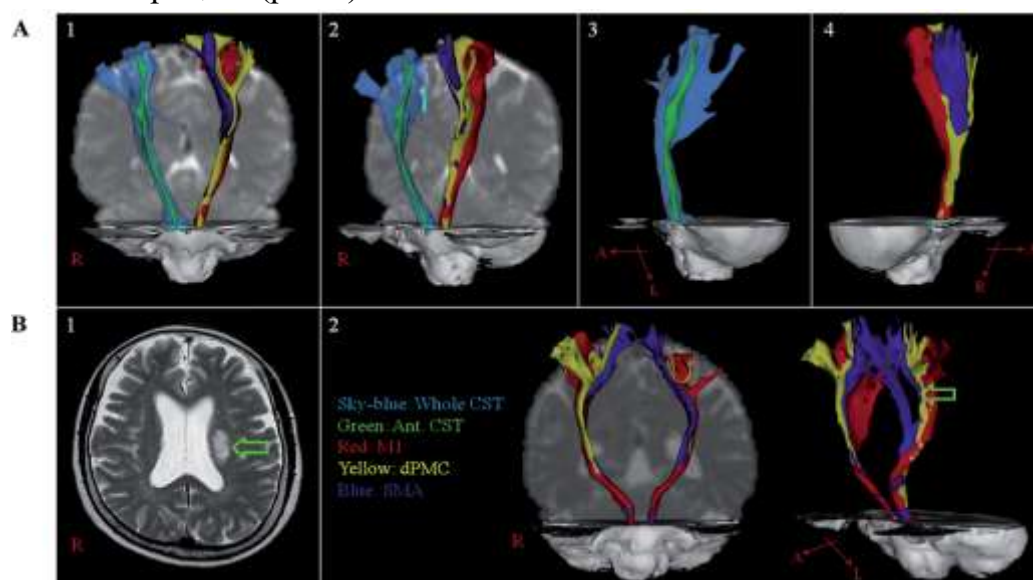 A
1
2
3
4
R
R
A
L
R
B
1
2
Sky-blue: Whole CST
Green: Ant. CST
Red: M1
Yellow: dPMC
Blue: SMA
R
R
A
L